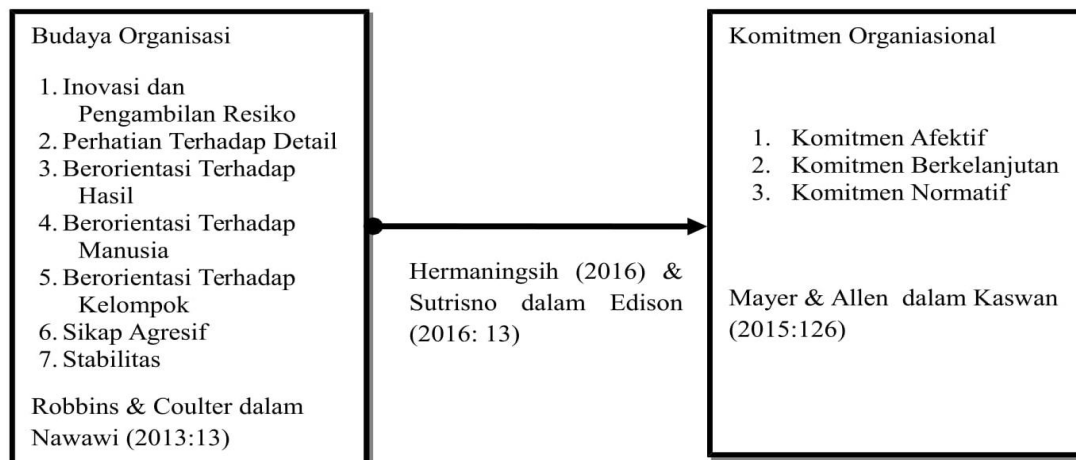 Budaya Organisasi
1. Inovasi dan
Pengambilan Resiko
2. Perhatian Terhadap Detail
3. Berorientasi Terhadap
Hasil
4. Berorientasi Terhadap
Manusia
5. Berorientasi Terhadap
Kelompok
6. Sikap Agresif
7. Stabilitas
Robbins & Coulter dalam
Nawawi (2013:13)
Hermaningsih (2016) &
Sutrisno dalam Edison
(2016: 13)
Komitmen Organiasional
1. Komitmen Afektif
2. Komitmen Berkelanjutan
3. Komitmen Normatif
Mayer & Allen dalam Kaswan
(2015:126)